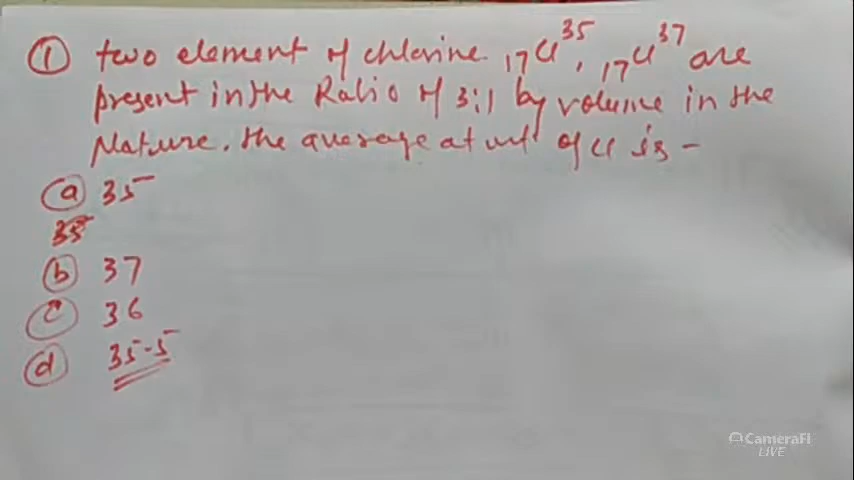 ① two element of chlorine. ₁₇Cl³⁵, ₁₇Cl³⁷ are
present in the Ratio of 3:1 by volume in the
Nature. the average at wt of Cl is -
ⓐ 35
35
ⓑ 37
ⓒ 36
ⓓ 35.5
CameraFI
LIVE